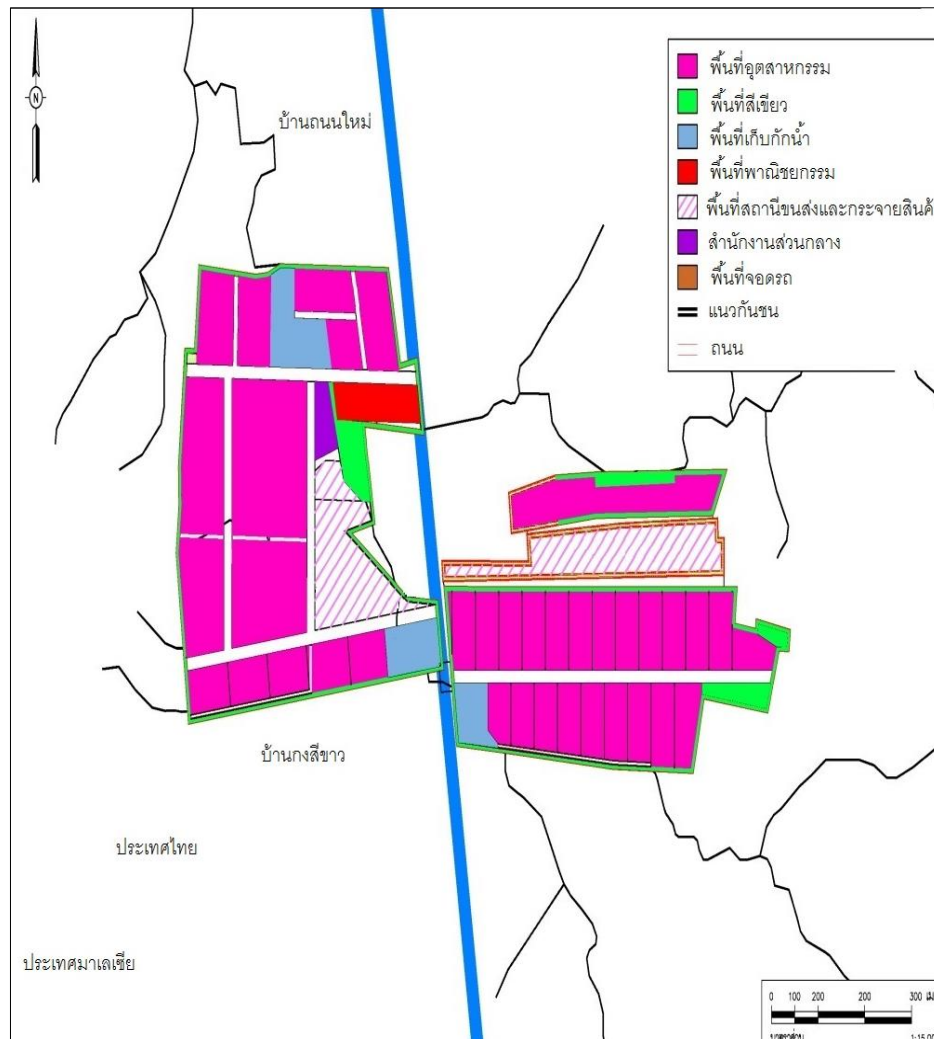 N
บ้านถนนใหม่
พื้นที่อุตสาหกรรม
พื้นที่สีเขียว
พื้นที่เก็บกักน้ำ
พื้นที่พาณิชยกรรม
พื้นที่สถานีขนส่งและกระจายสินค้
สำนักงานส่วนกลาง
พื้นที่จอดรถ
แนวกันชน
ถนน
บ้านกงสีขาว
ประเทศไทย
ประเทศมาเลเซีย
0 100 200 200 300